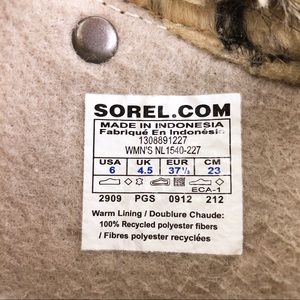 SOREL.COM
MADE IN INDONESIA
Fabriqué En Indonésie
1308891227
WMN'S NL1540-227
USA UK EUR CM
6 4.5 37½ 23
ECA-1
2909 PGS 0912 212
Warm Lining / Doublure Chaude:
100% Recycled polyester fibers
/ Fibres polyester recyclées